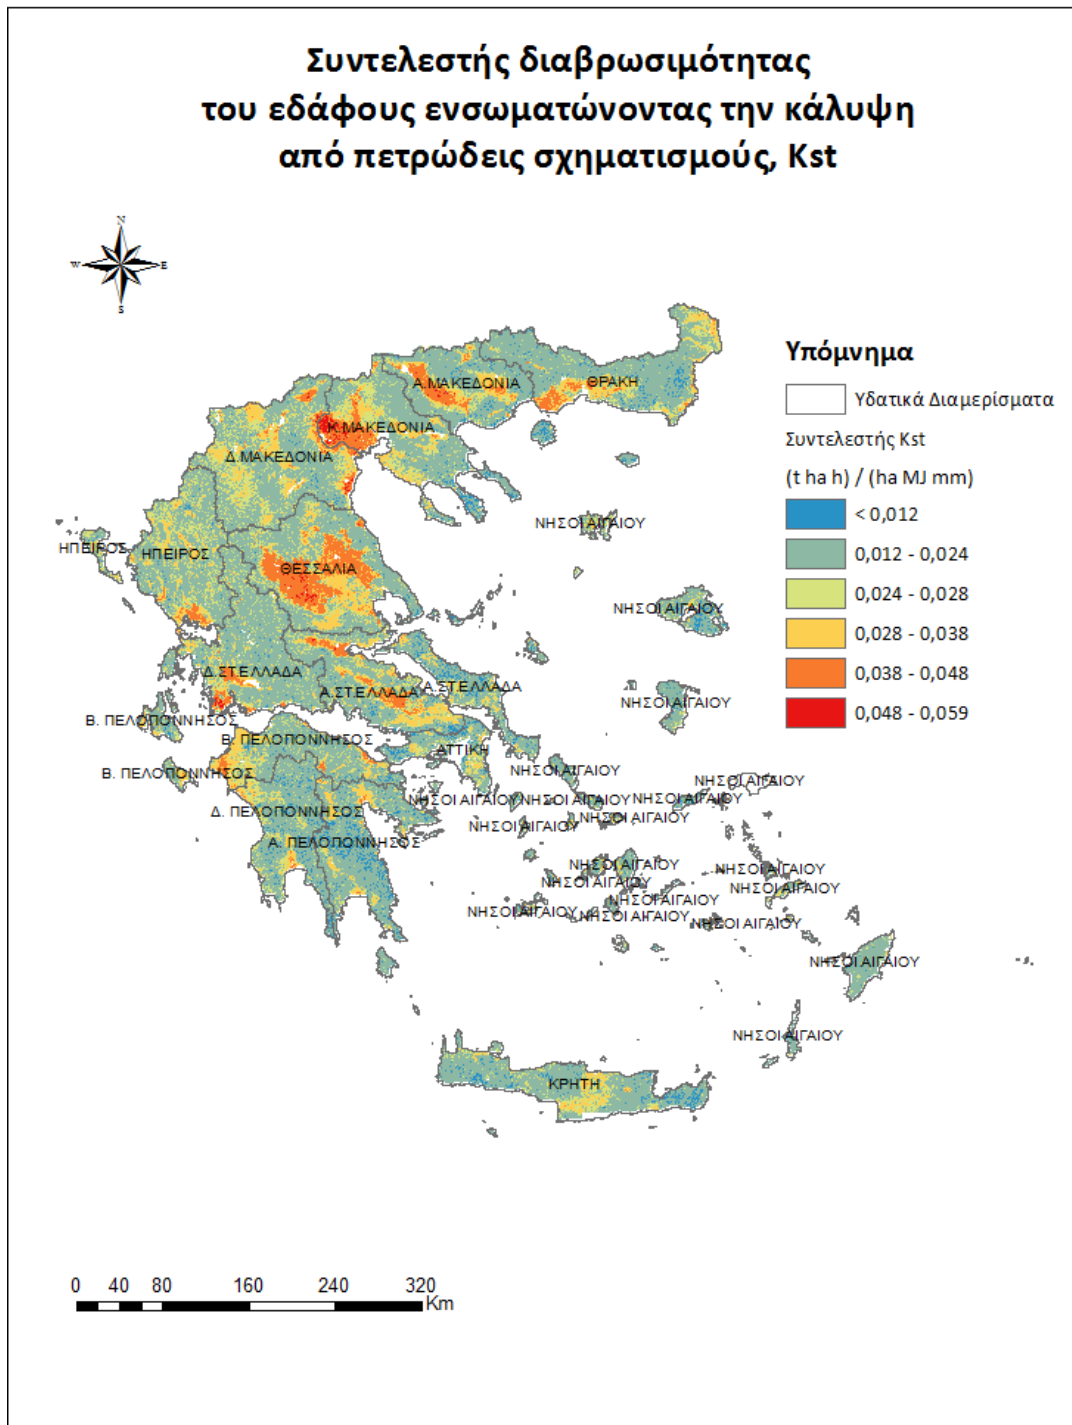 Συντελεστής διαβρωσιμότητας
του εδάφους ενσωματώνοντας την κάλυψη
από πετρώδεις σχηματισμούς, Kst
N
W
E
S
Υπόμνημα
Υδατικά Διαμερίσματα
Συντελεστής Kst
(t ha h) / (ha MJ mm)
< 0,012
0,012 - 0,024
0,024 - 0,028
0,028 - 0,038
0,038 - 0,048
0,048 - 0,059
Α.ΜΑΚΕΔΟΝΙΑ
ΘΡΑΚΗ
Κ.ΜΑΚΕΔΟΝΙΑ
Δ.ΜΑΚΕΔΟΝΙΑ
ΝΗΣΟΙ ΑΙΓΑΙΟΥ
ΗΠΕΙΡΟΣ
ΗΠΕΙΡΟΣ
ΘΕΣΣΑΛΙΑ
ΝΗΣΟΙ ΑΙΓΑΙΟΥ
Δ.ΣΤ.ΕΛΛΑΔΑ
Α.ΣΤ.ΕΛΛΑΔΑ
Α.ΣΤ.ΕΛΛΑΔΑ
ΝΗΣΟΙ ΑΙΓΑΙΟΥ
Β. ΠΕΛΟΠΟΝΝΗΣΟΣ
Β. ΠΕΛΟΠΟΝΝΗΣΟΣ
ΑΤΤΙΚΗ
Β. ΠΕΛΟΠΟΝΝΗΣΟΣ
ΝΗΣΟΙ ΑΙΓΑΙΟΥ
ΝΗΣΟΙ ΑΙΓΑΙΟΥ
Δ. ΠΕΛΟΠΟΝΝΗΣΟΣ
ΝΗΣΟΙ ΑΙΓΑΙΟΥ
ΝΗΣΟΙ ΑΙΓΑΙΟΥ
ΝΗΣΟΙ ΑΙΓΑΙΟΥ
ΝΗΣΟΙ ΑΙΓΑΙΟΥ
ΝΗΣΟΙ ΑΙΓΑΙΟΥ
Α. ΠΕΛΟΠΟΝΝΗΣΟΣ
ΝΗΣΟΙ ΑΙΓΑΙΟΥ
ΝΗΣΟΙ ΑΙΓΑΙΟΥ
ΝΗΣΟΙ ΑΙΓΑΙΟΥ
ΝΗΣΟΙ ΑΙΓΑΙΟΥ
ΝΗΣΟΙ ΑΙΓΑΙΟΥ
ΝΗΣΟΙ ΑΙΓΑΙΟΥ
ΝΗΣΟΙ ΑΙΓΑΙΟΥ
ΝΗΣΟΙ ΑΙΓΑΙΟΥ
ΝΗΣΟΙ ΑΙΓΑΙΟΥ
ΝΗΣΟΙ ΑΙΓΑΙΟΥ
ΝΗΣΟΙ ΑΙΓΑΙΟΥ
ΚΡΗΤΗ
0 40 80 160 240 320
Km